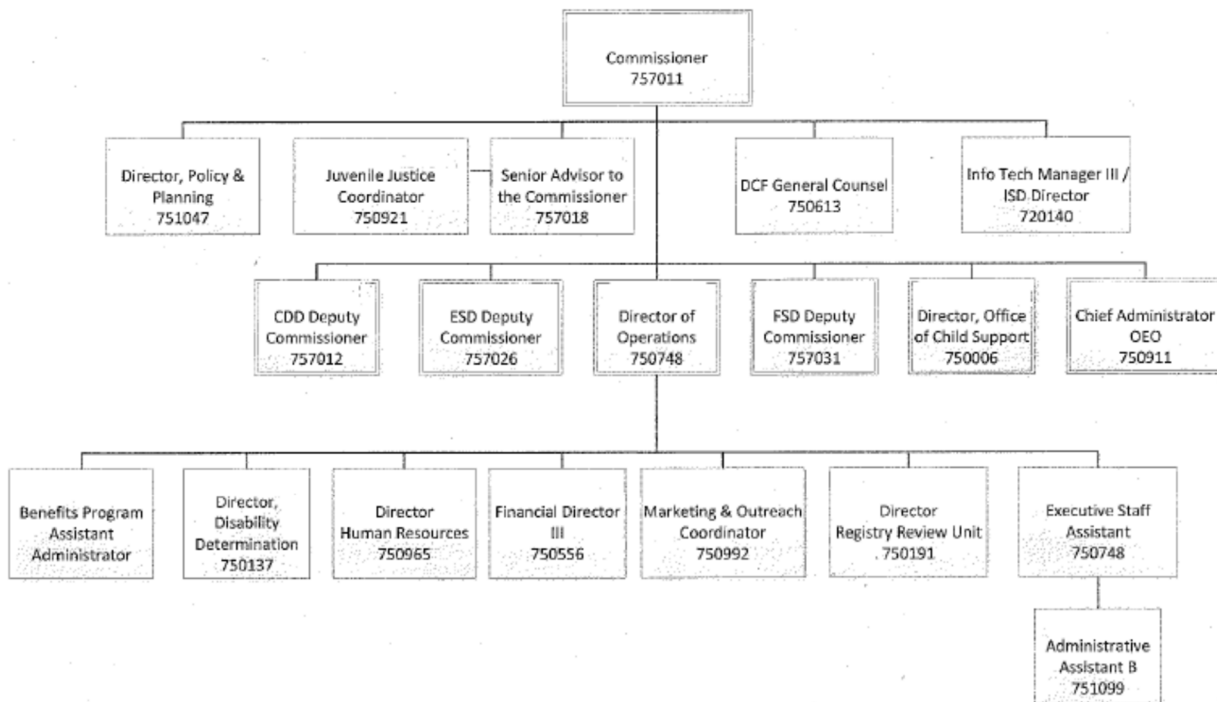 Commissioner
757011
Director, Policy &
Planning
751047
Juvenile Justice
Coordinator
750921
Senior Advisor to
the Commissioner
757018
DCF General Counsel
750613
Info Tech Manager III /
ISD Director
720140
CDD Deputy
Commissioner
757012
ESD Deputy
Commissioner
757026
Director of
Operations
750748
FSD Deputy
Commissioner
757031
Director, Office
of Child Support
750006
Chief Administrator
OEO
750911
Benefits Program
Assistant
Administrator
Director,
Disability
Determination
750137
Director
Human Resources
750965
Financial Director
III
750556
Marketing & Outreach
Coordinator
750992
Director
Registry Review Unit
750191
Executive Staff
Assistant
750748
Administrative
Assistant B
751099